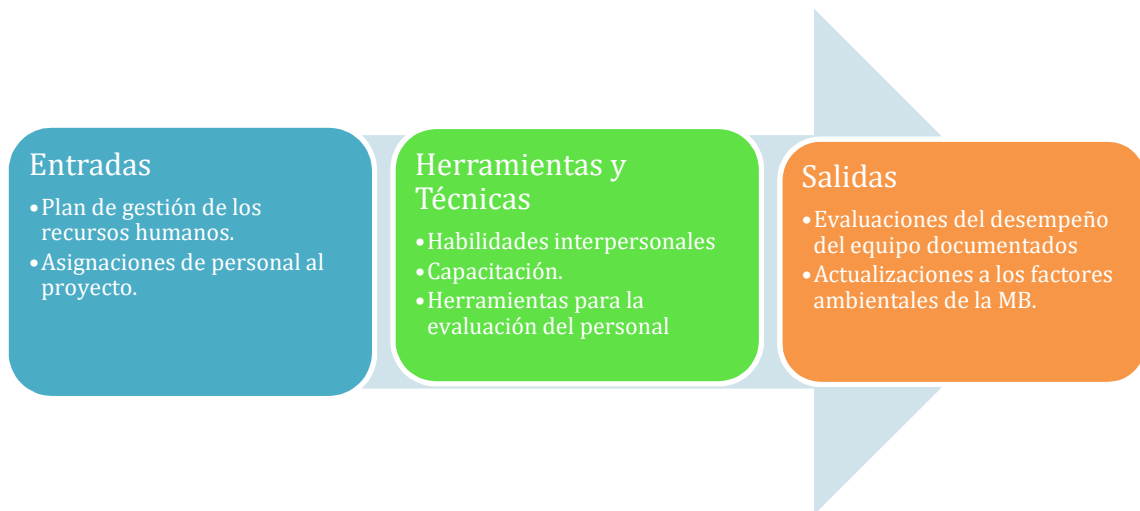 Entradas
•Plan de gestión de los
recursos humanos.
•Asignaciones de personal al
proyecto.
Herramientas y
Técnicas
•Habilidades interpersonales
•Capacitación.
•Herramientas para la
evaluación del personal
Salidas
•Evaluaciones del desempeño
del equipo documentados
•Actualizaciones a los factores
ambientales de la MB.